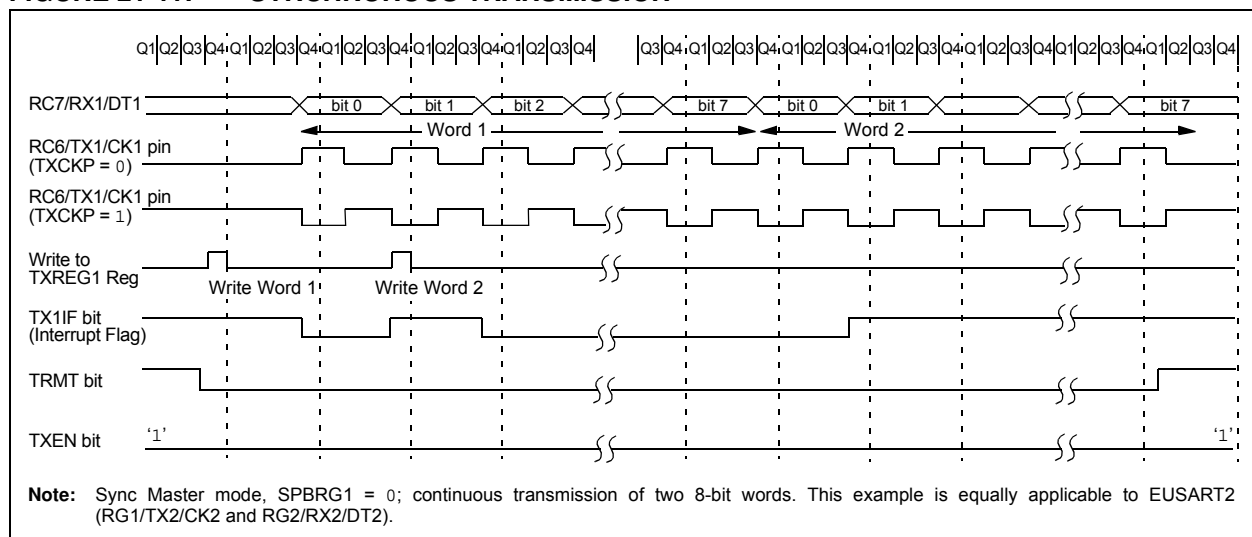 Q1 Q2 Q3 Q4 Q1 Q2 Q3 Q4 Q1 Q2 Q3 Q4 Q1 Q2 Q3 Q4 Q1 Q2 Q3 Q4 Q3 Q4 Q1 Q2 Q3 Q4 Q1 Q2 Q3 Q4 Q1 Q2 Q3 Q4 Q1 Q2 Q3 Q4 Q1 Q2 Q3 Q4 Q1 Q2 Q3 Q4
RC7/RX1/DT1 bit 0 bit 1 bit 2 bit 7 bit 0 bit 1 bit 7
Word 1 Word 2
RC6/TX1/CK1 pin
(TXCKP = 0)
RC6/TX1/CK1 pin
(TXCKP = 1)
Write to
TXREG1 Reg
Write Word 1 Write Word 2
TX1IF bit
(Interrupt Flag)
TRMT bit
TXEN bit '1' '1'
Note: Sync Master mode, SPBRG1 = 0; continuous transmission of two 8-bit words. This example is equally applicable to EUSART2
(RG1/TX2/CK2 and RG2/RX2/DT2).